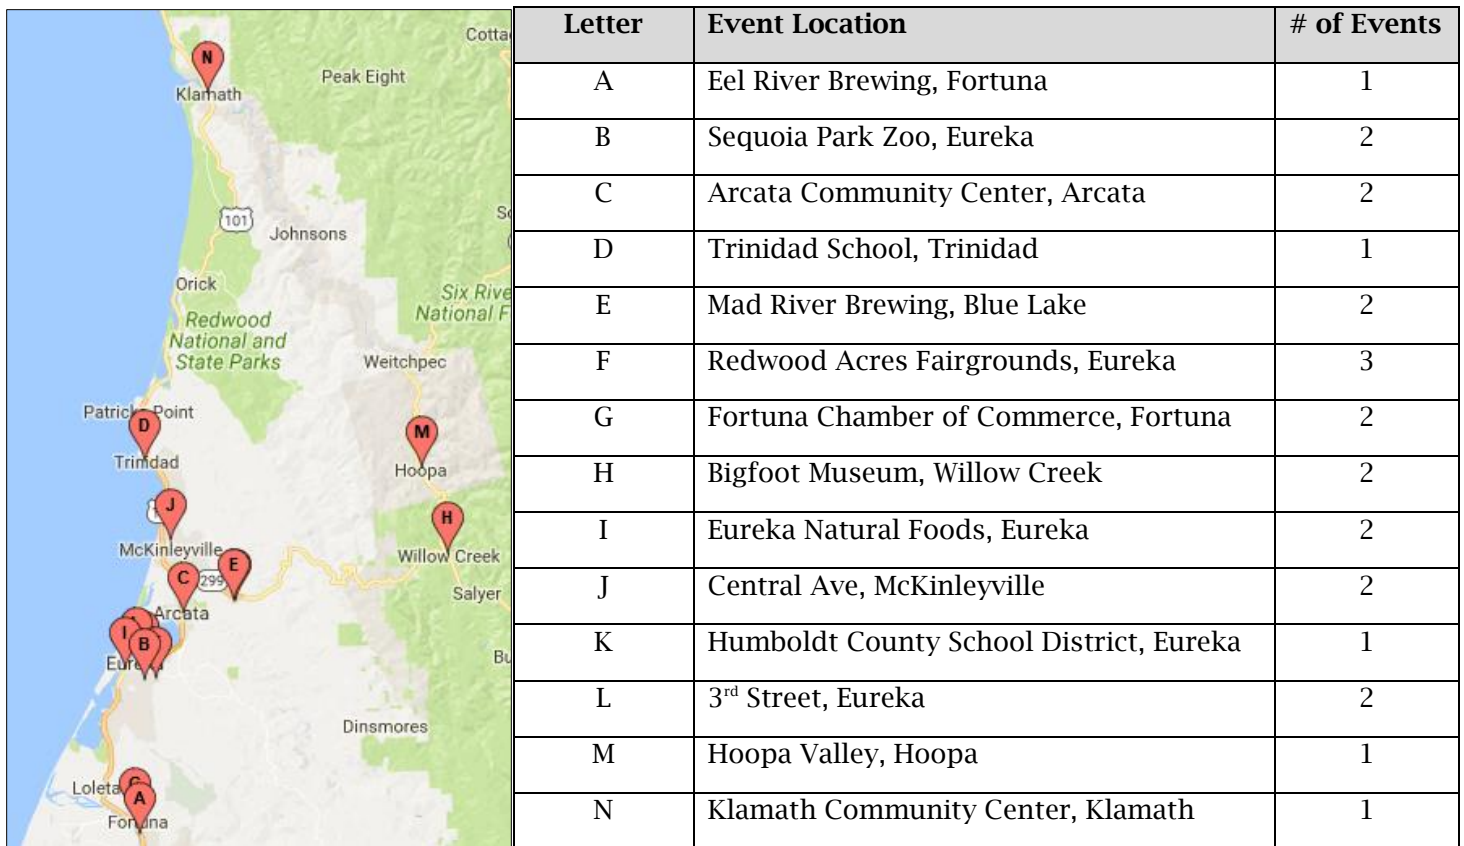 N
Klamath
Cotta
Peak Eight
101
Johnsons
Orick
Redwood
National and
State Parks
Six Rive
National F
Weitchpec
Patrick's Point
D
Trinidad
M
Hoopa
J
McKinleyville
H
Willow Creek
E
C
299
Arcata
Salyer
I
B
Eureka
Dinsmores
Loleta
G
A
Fortuna
Letter Event Location # of Events
A Eel River Brewing, Fortuna 1
B Sequoia Park Zoo, Eureka 2
C Arcata Community Center, Arcata 2
D Trinidad School, Trinidad 1
E Mad River Brewing, Blue Lake 2
F Redwood Acres Fairgrounds, Eureka 3
G Fortuna Chamber of Commerce, Fortuna 2
H Bigfoot Museum, Willow Creek 2
I Eureka Natural Foods, Eureka 2
J Central Ave, McKinleyville 2
K Humboldt County School District, Eureka 1
L 3rd Street, Eureka 2
M Hoopa Valley, Hoopa 1
N Klamath Community Center, Klamath 1